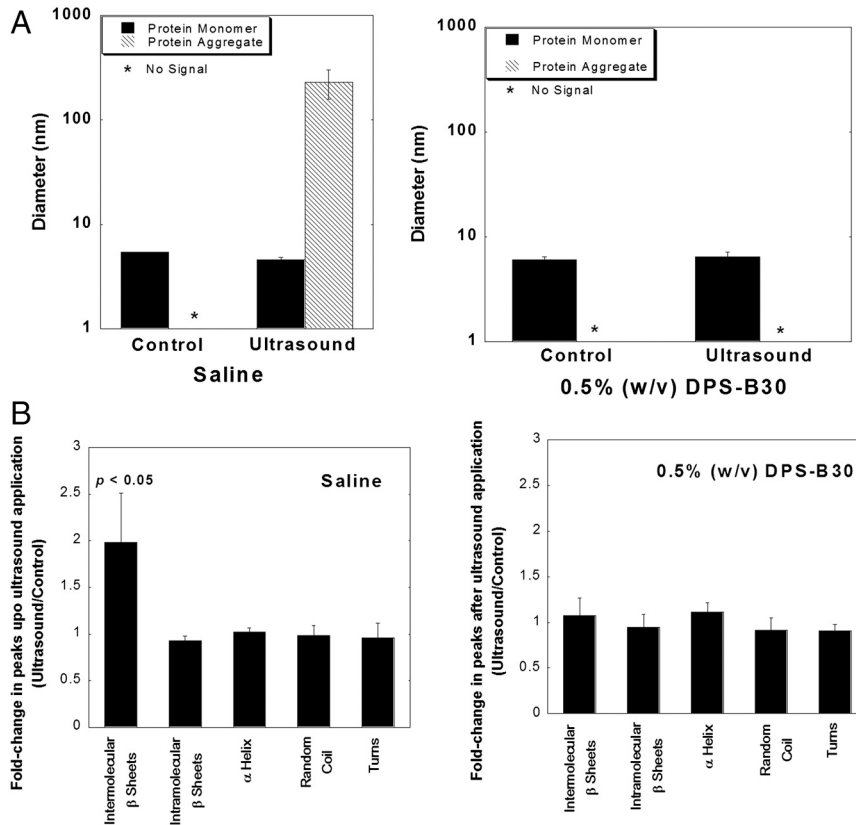 A
1000
100
10
1
Diameter (nm)
Protein Monomer
Protein Aggregate
* No Signal
*
Control Ultrasound
Saline
1000
100
10
1
Diameter (nm)
Protein Monomer
Protein Aggregate
* No Signal
* *
Control Ultrasound
0.5% (w/v) DPS-B30
B
Fold-change in peaks upo ultrasound application
(Ultrasound/Control)
3
2.5
2
1.5
1
0.5
0
p < 0.05
Saline
Intermolecular
β Sheets
Intramolecular
β Sheets
α Helix
Random
Coil
Turns
Fold-change in peaks after ultrasound application
(Ultrasound/Control)
3
2.5
2
1.5
1
0.5
0
0.5% (w/v) DPS-B30
Intermolecular
β Sheets
Intramolecular
β Sheets
α Helix
Random
Coil
Turns